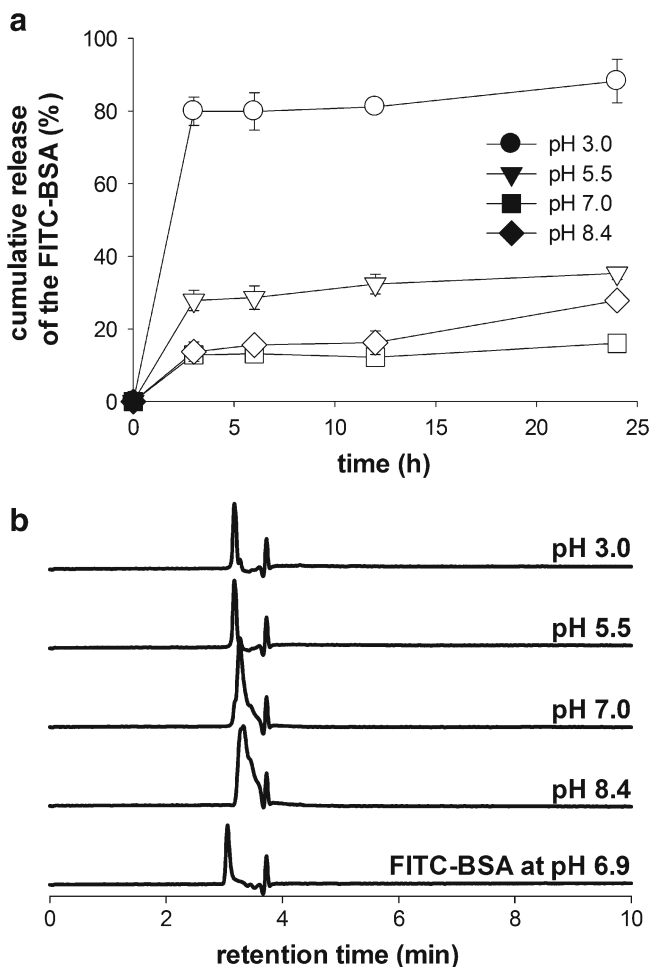 a
100
80
60
40
20
0
cumulative release
of the FITC-BSA (%)
pH 3.0
pH 5.5
pH 7.0
pH 8.4
0 5 10 15 20 25
time (h)
b
pH 3.0
pH 5.5
pH 7.0
pH 8.4
FITC-BSA at pH 6.9
0 2 4 6 8 10
retention time (min)